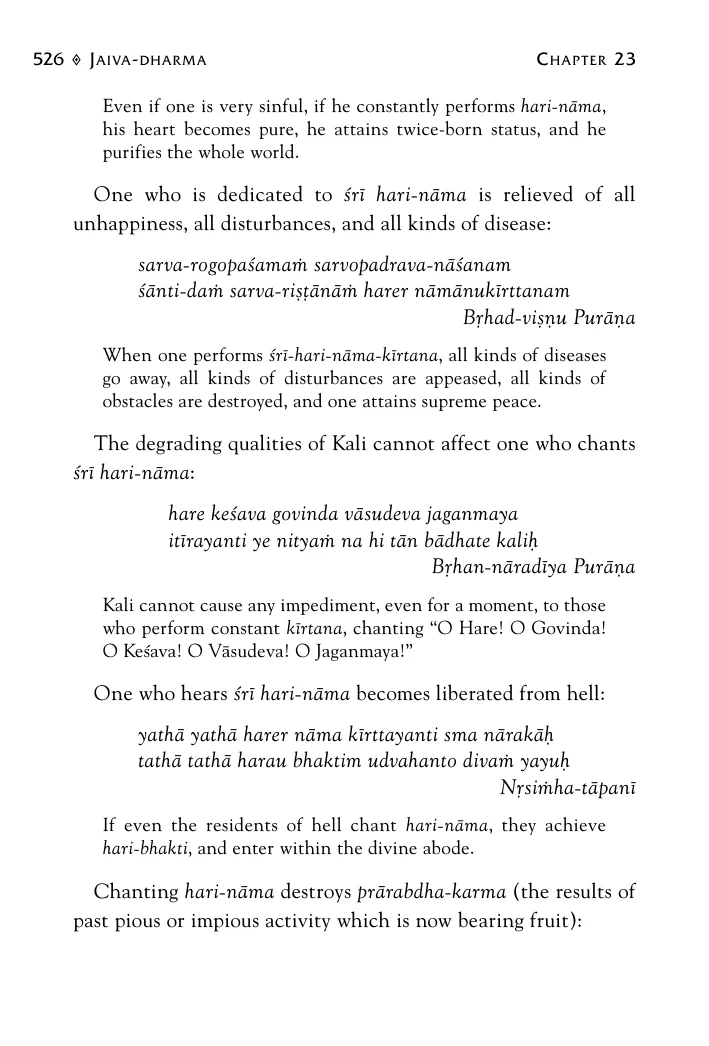 526 ◈ JAIVA-DHARMA CHAPTER 23
Even if one is very sinful, if he constantly performs hari-nāma,
his heart becomes pure, he attains twice-born status, and he
purifies the whole world.
One who is dedicated to śrī hari-nāma is relieved of all
unhappiness, all disturbances, and all kinds of disease:
sarva-rogopaśamaṁ sarvopadrava-nāśanam
śānti-daṁ sarva-riṣṭānāṁ harer nāmānukīrttanam
Bṛhad-viṣṇu Purāṇa
When one performs śrī-hari-nāma-kīrtana, all kinds of diseases
go away, all kinds of disturbances are appeased, all kinds of
obstacles are destroyed, and one attains supreme peace.
The degrading qualities of Kali cannot affect one who chants
śrī hari-nāma:
hare keśava govinda vāsudeva jaganmaya
itīrayanti ye nityaṁ na hi tān bādhate kaliḥ
Bṛhan-nāradīya Purāṇa
Kali cannot cause any impediment, even for a moment, to those
who perform constant kīrtana, chanting “O Hare! O Govinda!
O Keśava! O Vāsudeva! O Jaganmaya!”
One who hears śrī hari-nāma becomes liberated from hell:
yathā yathā harer nāma kīrttayanti sma nārakāḥ
tathā tathā harau bhaktim udvahanto divaṁ yayuḥ
Nṛsiṁha-tāpanī
If even the residents of hell chant hari-nāma, they achieve
hari-bhakti, and enter within the divine abode.
Chanting hari-nāma destroys prārabdha-karma (the results of
past pious or impious activity which is now bearing fruit):